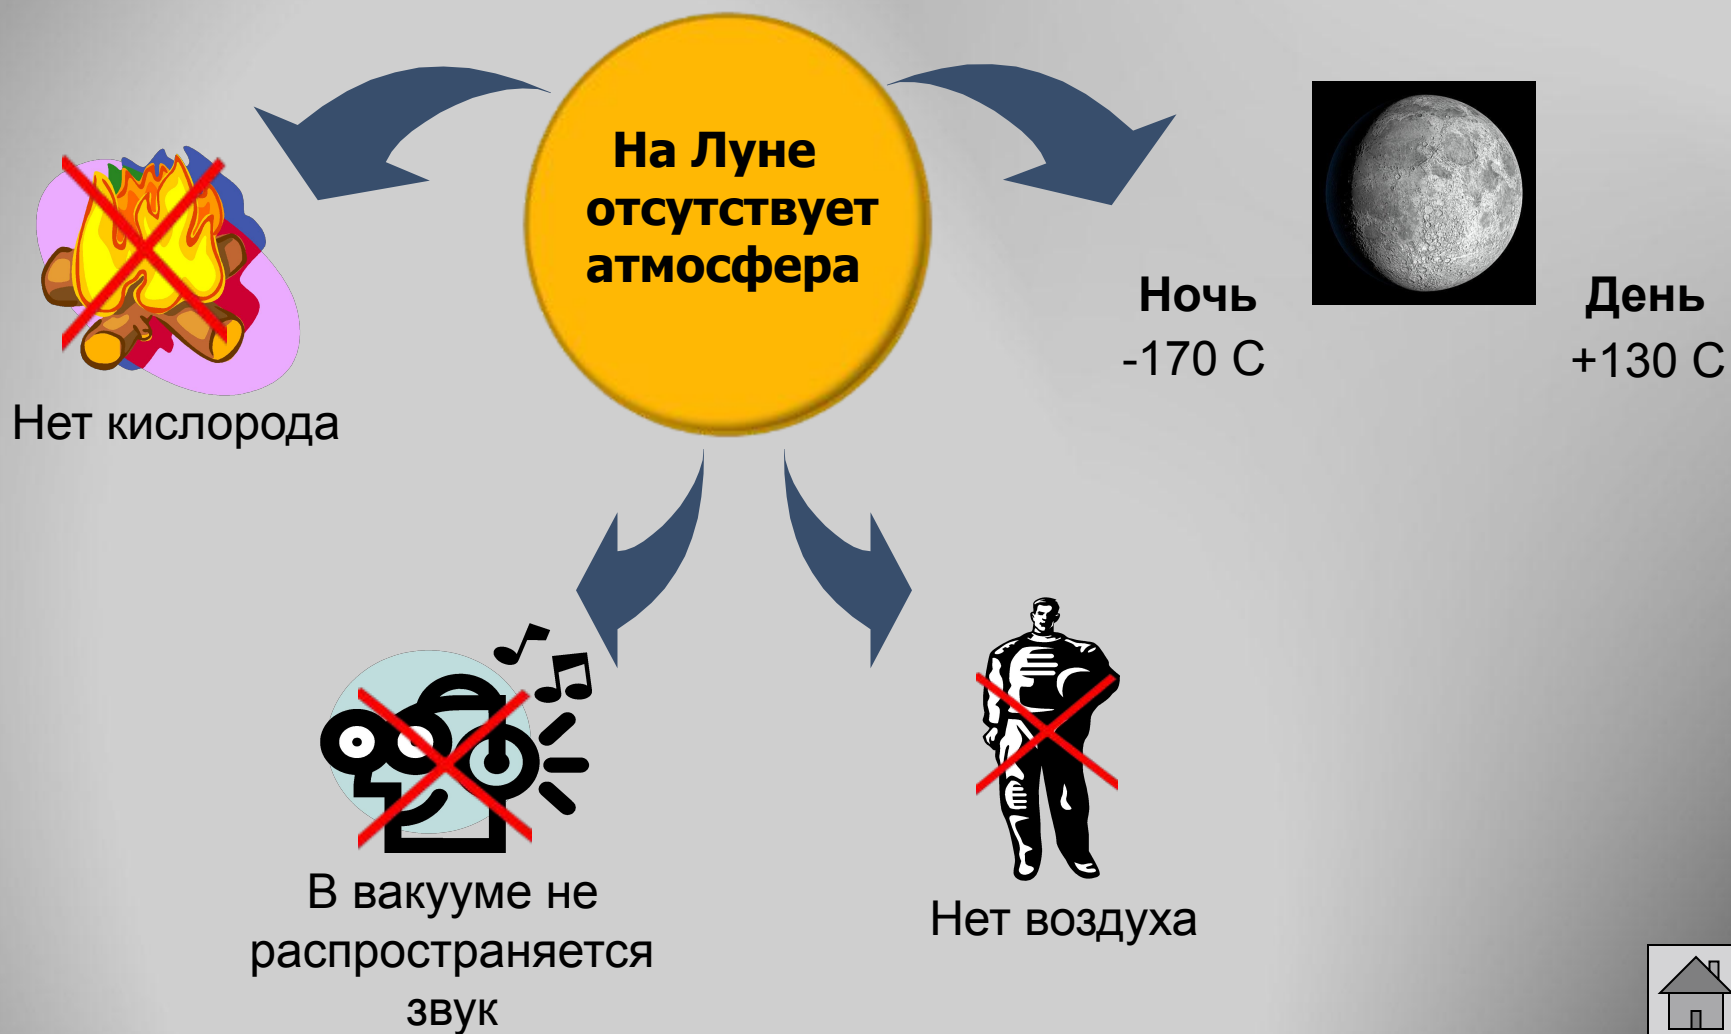 На Луне
отсутствует
атмосфера
Нет кислорода
Ночь
-170 С
День
+130 С
В вакууме не
распространяется
звук
Нет воздуха